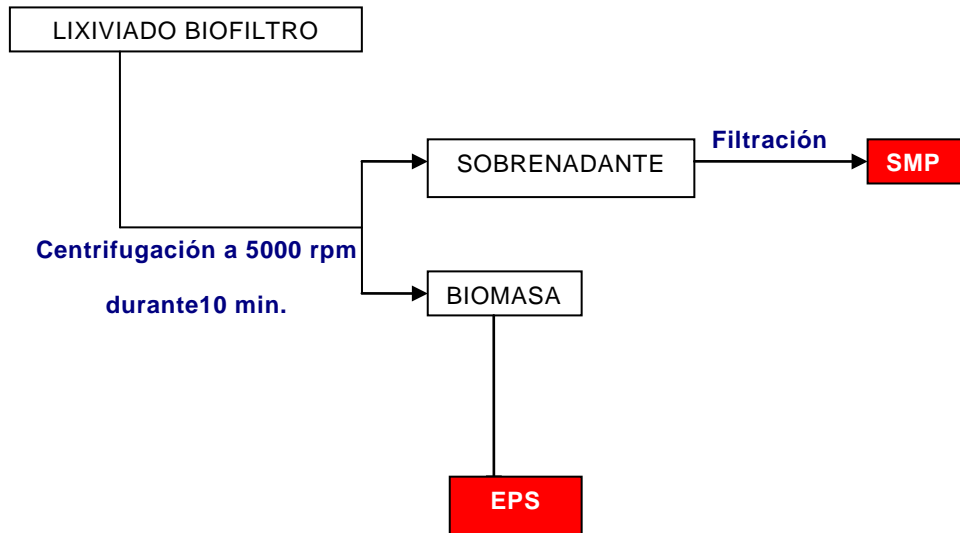 LIXIVIADO BIOFILTRO
Filtración
SOBRENADANTE
SMP
Centrifugación a 5000 rpm
durante10 min.
BIOMASA
EPS